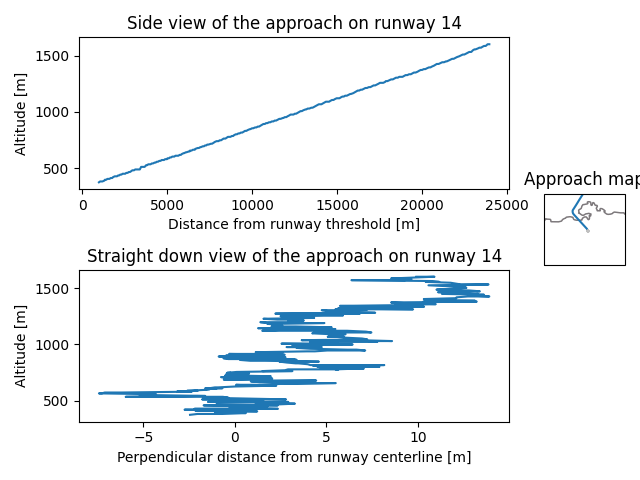 Side view of the approach on runway 14
Altitude [m]
1500
1000
500
0
5000
10000
15000
20000
25000
Distance from runway threshold [m]
Approach map
Straight down view of the approach on runway 14
Altitude [m]
1500
1000
500
−5
0
5
10
Perpendicular distance from runway centerline [m]